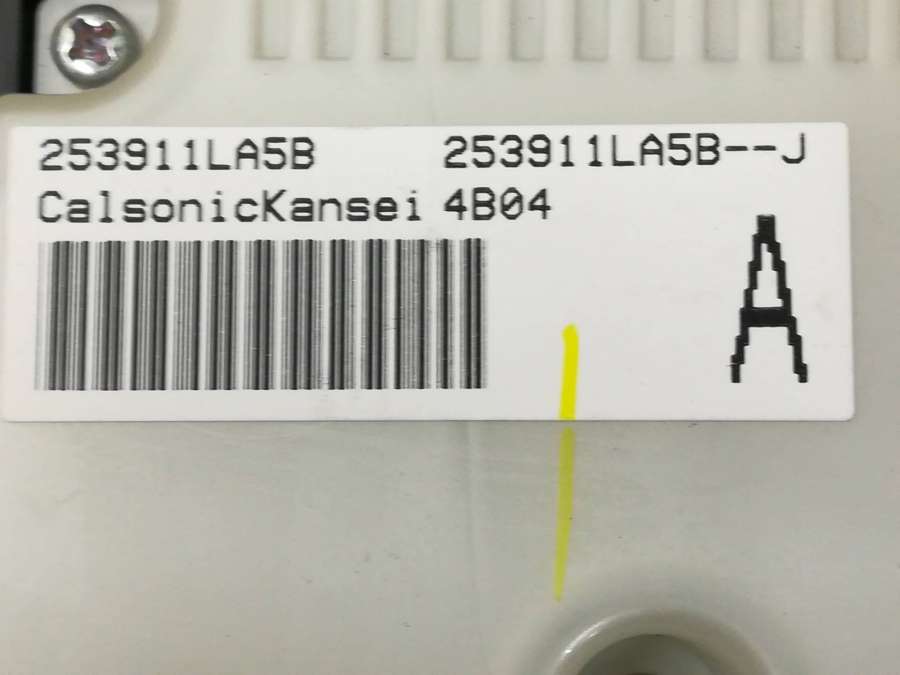 253911LA5B 253911LA5B--J
CalsonicKansei 4B04
A